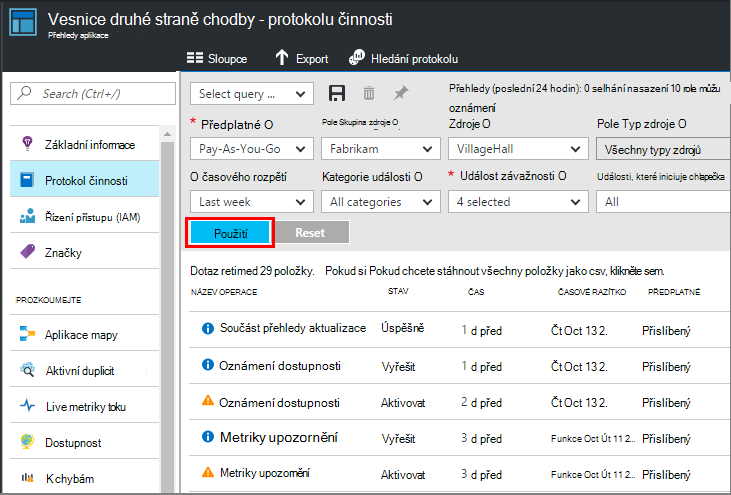 Vesnice druhé straně chodby - protokolu činnosti
Přehledy aplikace
Sloupce
Export
Hledání protokolu
Search (Ctrl+/)
Základní informace
Protokol činnosti
Řízení přístupu (IAM)
Značky
PROZKOUMEJTE
Aplikace mapy
Aktivní duplicit
Live metriky toku
Dostupnost
K chybám
Select query ...
Přehledy (poslední 24 hodin): 0 selhání nasazení 10 role můžu
oznámení
* Předplatné O
Pole Skupina zdroje O
Zdroje O
Pole Typ zdroje O
Pay-As-You-Go
Fabrikam
VillageHall
Všechny typy zdrojů
O časového rozpětí
Kategorie události O
* Událost závažnosti O
Události, které iniciuje chlapečka
Last week
All categories
4 selected
All
Použití
Reset
Dotaz retimed 29 položky. Pokud si Pokud chcete stáhnout všechny položky jako csv, klikněte sem.
NÁZEV OPERACE STAV ČAS ČASOVÉ RAZÍTKO PŘEDPLATNÉ
Součást přehledy aktualizace Úspěšně 1 d před Čt Oct 13 2. Přislíbený
Oznámení dostupnosti Vyřešit 1 d před Čt Oct 13 2. Přislíbený
Oznámení dostupnosti Aktivovat 2 d před Čt Oct 13 2. Přislíbený
Metriky upozornění Vyřešit 3 d před Funkce Oct Út 11 2... Přislíbený
Metriky upozornění Aktivovat 3 d před Funkce Oct Út 11 2... Přislíbený